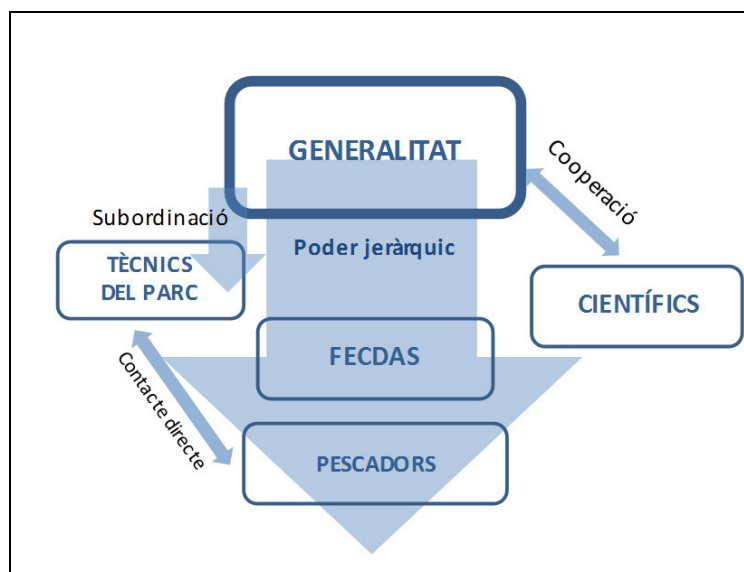 GENERALITAT
Cooperació
Subordinació
Poder jeràrquic
TÈCNICS
DEL PARC
CIENTÍFICS
FECDAS
Contacte directe
PESCADORS